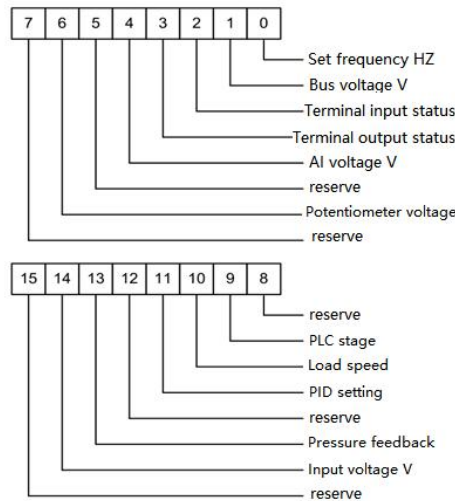 7 6 5 4 3 2 1 0
Set frequency HZ
Bus voltage V
Terminal input status
Terminal output status
AI voltage V
reserve
Potentiometer voltage
reserve
15 14 13 12 11 10 9 8
reserve
PLC stage
Load speed
PID setting
reserve
Pressure feedback
Input voltage V
reserve